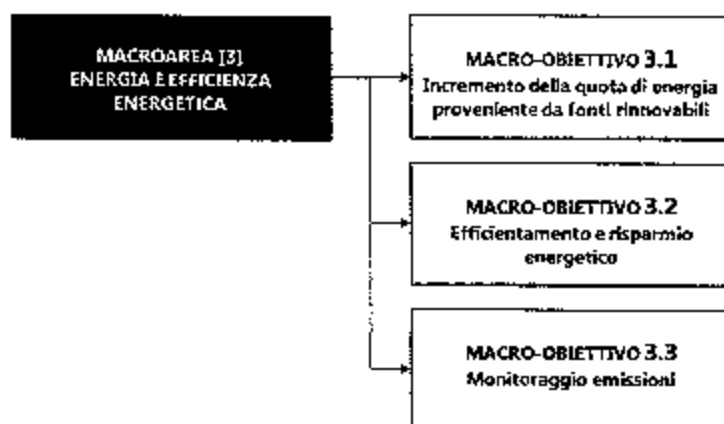 MACROAREA [3]
ENERGIA E EFFICIENZA
ENERGETICA
MACRO-OBIETTIVO 3.1
Incremento della quota di energia
proveniente da fonti rinnovabili
MACRO-OBIETTIVO 3.2
Efficientamento e risparmio
energetico
MACRO-OBIETTIVO 3.3
Monitoraggio emissioni